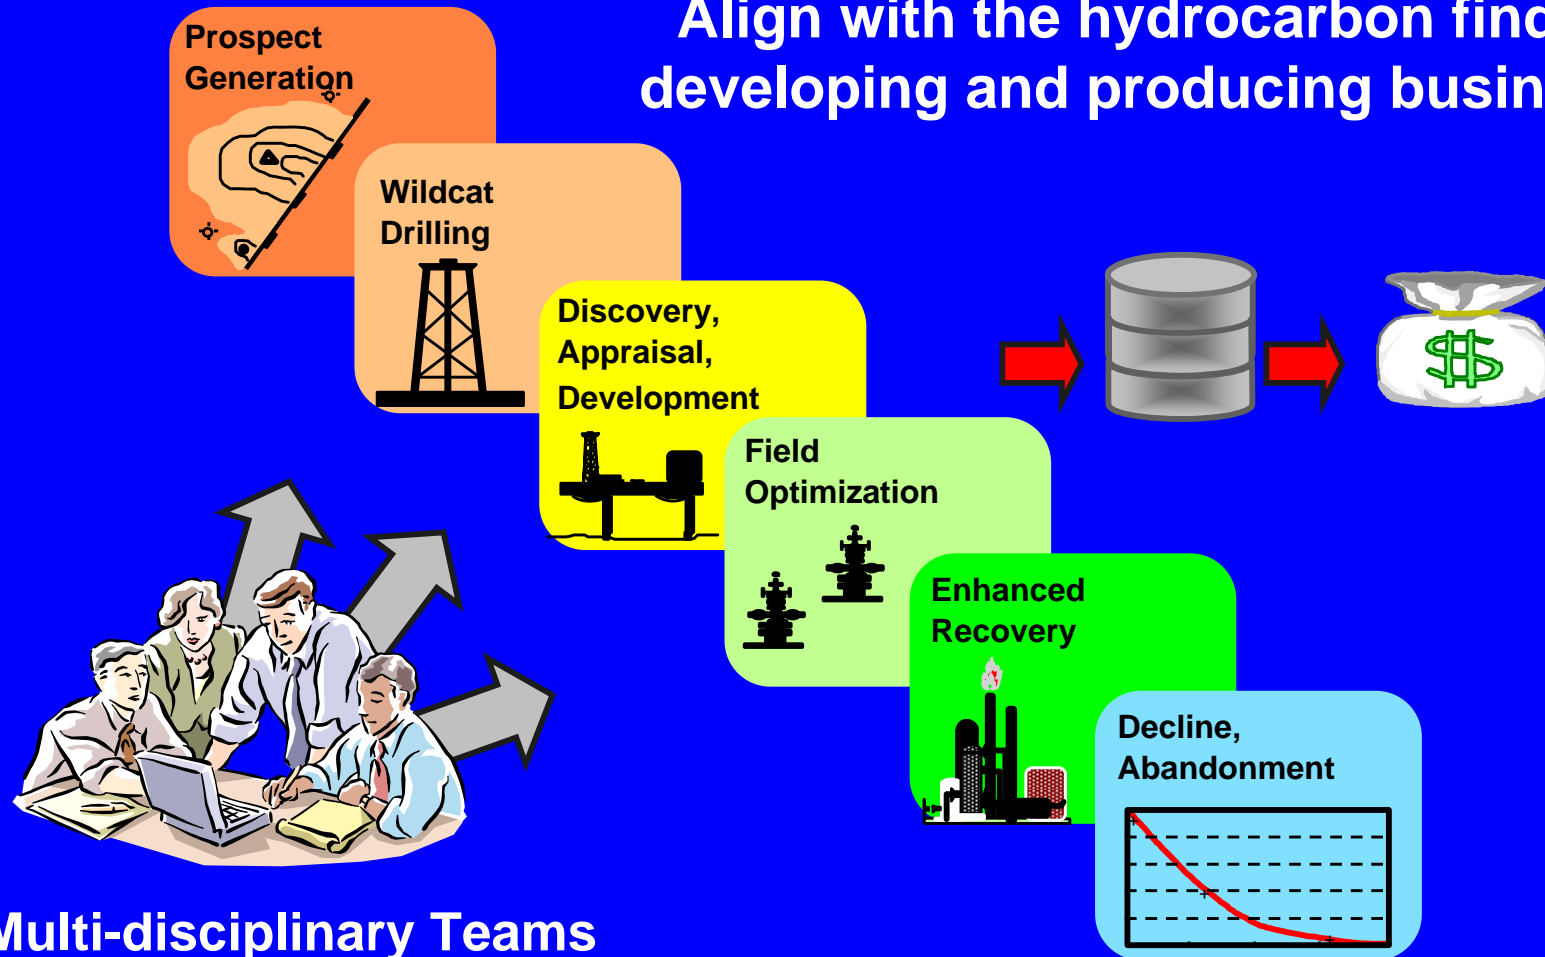 Prospect
Generation
Align with the hydrocarbon find
developing and producing busin
Wildcat
Drilling
Discovery,
Appraisal,
Development
Field
Optimization
Enhanced
Recovery
Decline,
Abandonment
$
Multi-disciplinary Teams